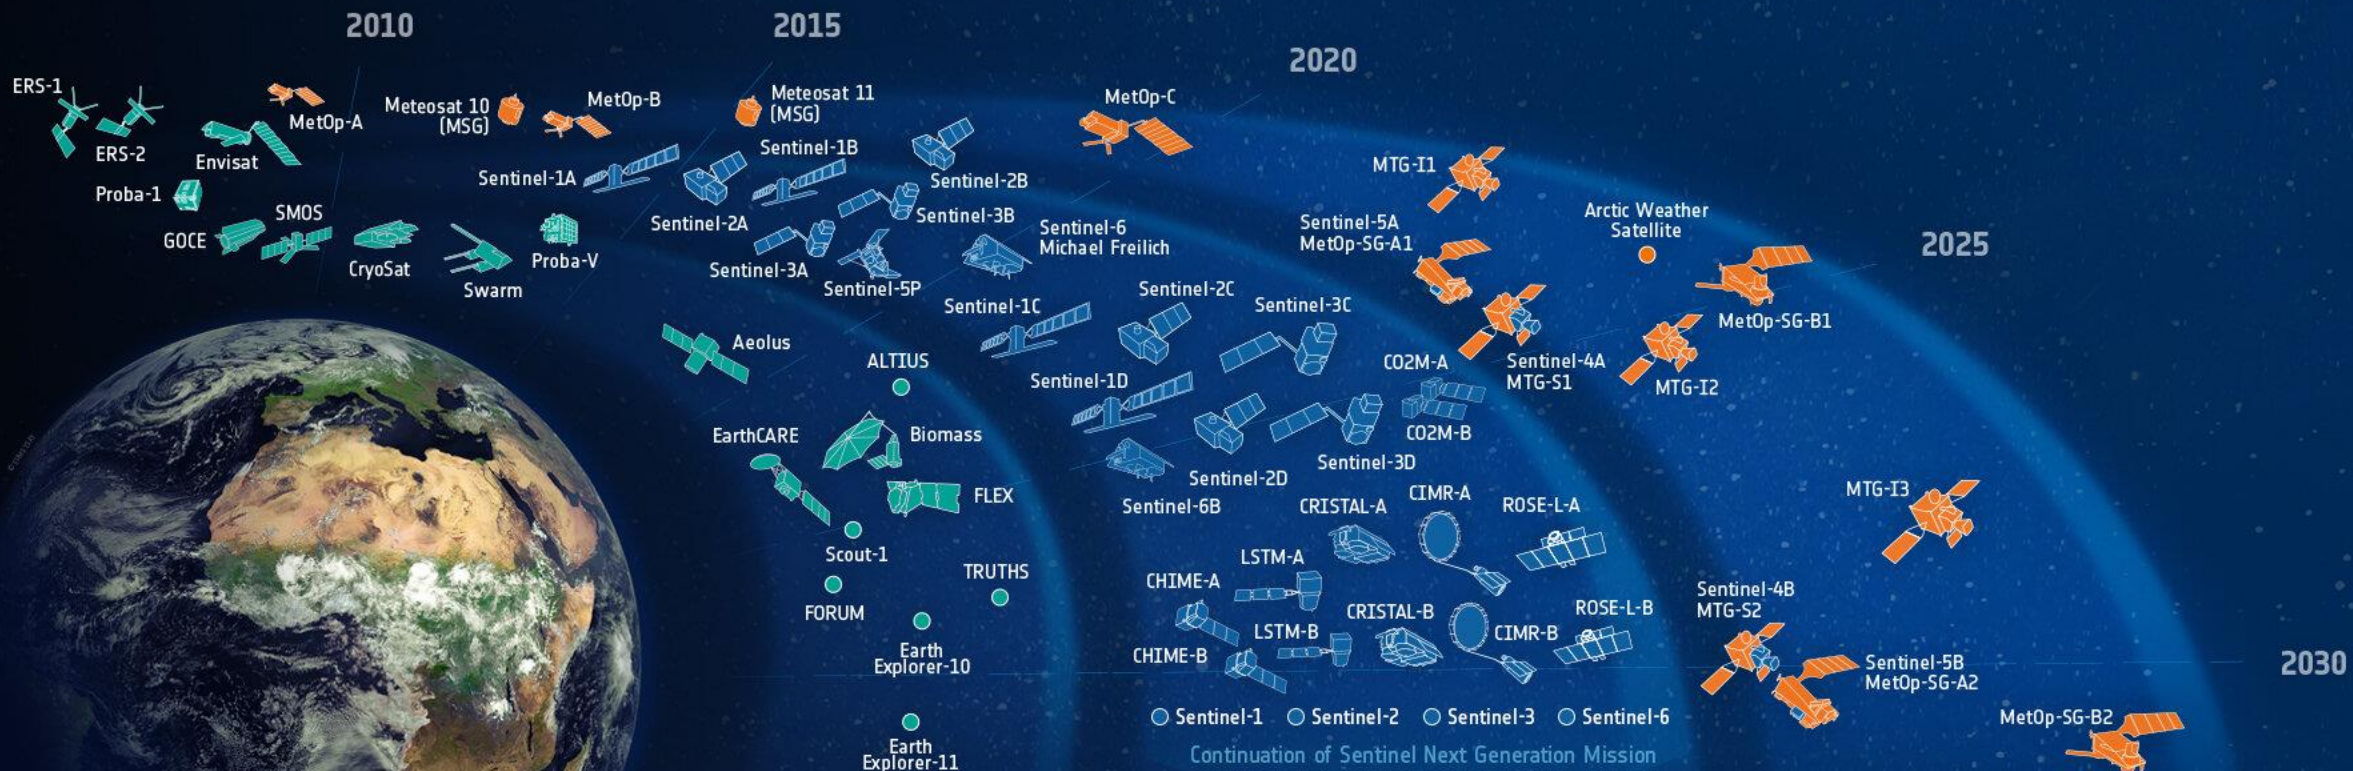 2010
2015
2020
2025
2030
ERS-1
ERS-2
Envisat
MetOp-A
Proba-1
GOCE
SMOS
CryoSat
Swarm
Proba-V
Meteosat 10
(MSG)
MetOp-B
Meteosat 11
(MSG)
MetOp-C
Sentinel-1A
Sentinel-2A
Sentinel-1B
Sentinel-2B
Sentinel-3B
Sentinel-3A
Sentinel-5P
Sentinel-6
Michael Freilich
MTG-I1
Sentinel-5A
MetOp-SG-A1
Arctic Weather
Satellite
MetOp-SG-B1
Sentinel-4A
MTG-S1
MTG-I2
Aeolus
ALTIUS
EarthCARE
Biomass
FLEX
Scout-1
FORUM
TRUTHS
Earth
Explorer-10
Earth
Explorer-11
Sentinel-1C
Sentinel-2C
Sentinel-3C
Sentinel-1D
Sentinel-2D
Sentinel-3D
Sentinel-6B
CO2M-A
CO2M-B
CRISTAL-A
CIMR-A
ROSE-L-A
LSTM-A
CHIME-A
CRISTAL-B
CIMR-B
ROSE-L-B
LSTM-B
CHIME-B
MTG-I3
Sentinel-4B
MTG-S2
Sentinel-5B
MetOp-SG-A2
MetOp-SG-B2
Sentinel-1
Sentinel-2
Sentinel-3
Sentinel-6
Continuation of Sentinel Next Generation Mission